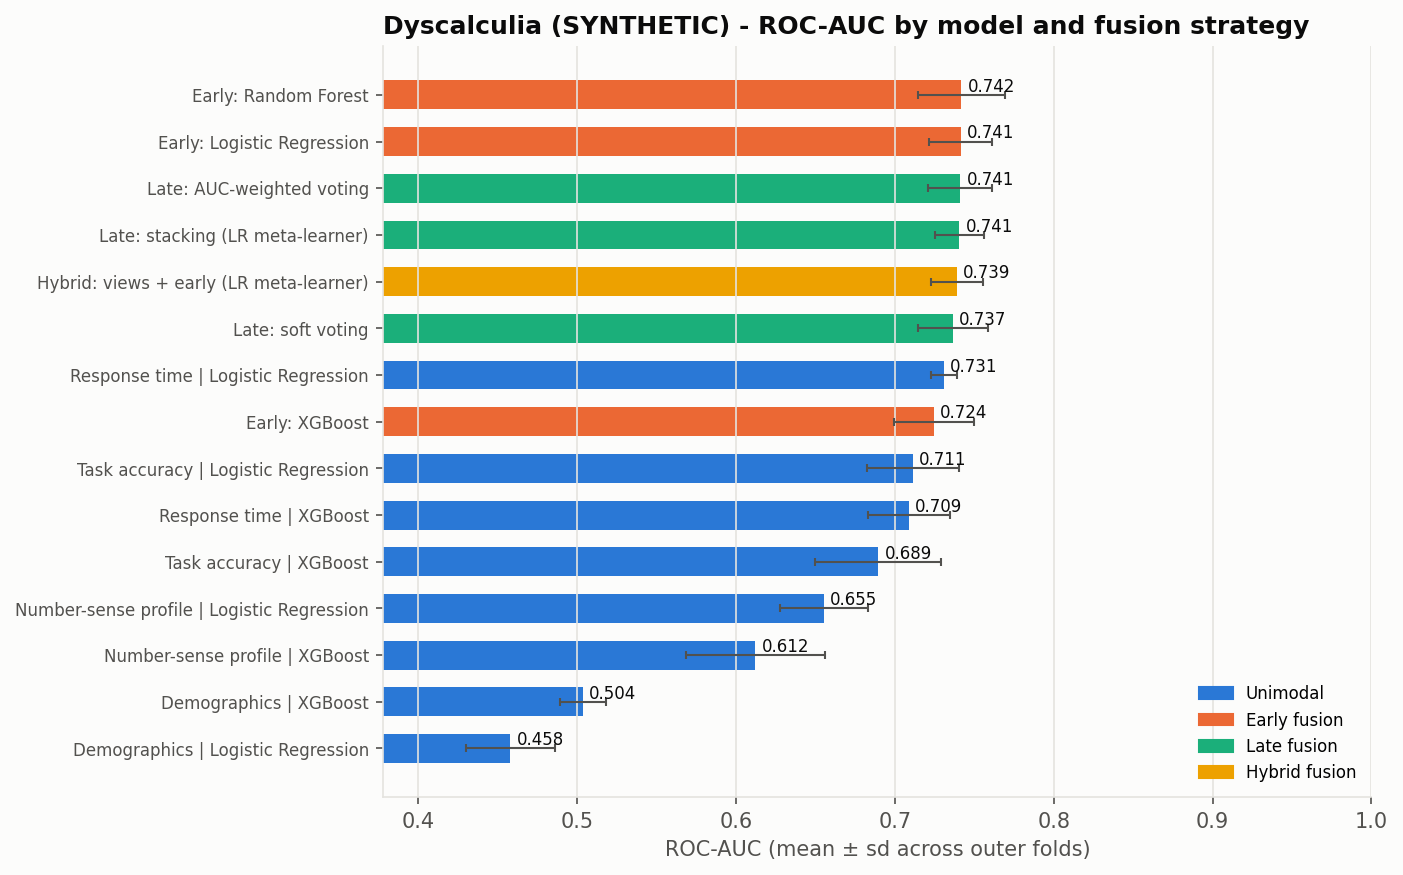 Dyscalculia (SYNTHETIC) - ROC-AUC by model and fusion strategy
Early: Random Forest 0.742
Early: Logistic Regression 0.741
Late: AUC-weighted voting 0.741
Late: stacking (LR meta-learner) 0.741
Hybrid: views + early (LR meta-learner) 0.739
Late: soft voting 0.737
Response time | Logistic Regression 0.731
Early: XGBoost 0.724
Task accuracy | Logistic Regression 0.711
Response time | XGBoost 0.709
Task accuracy | XGBoost 0.689
Number-sense profile | Logistic Regression 0.655
Number-sense profile | XGBoost 0.612
Demographics | XGBoost 0.504
Demographics | Logistic Regression 0.458
Unimodal
Early fusion
Late fusion
Hybrid fusion
0.4 0.5 0.6 0.7 0.8 0.9 1.0
ROC-AUC (mean ± sd across outer folds)